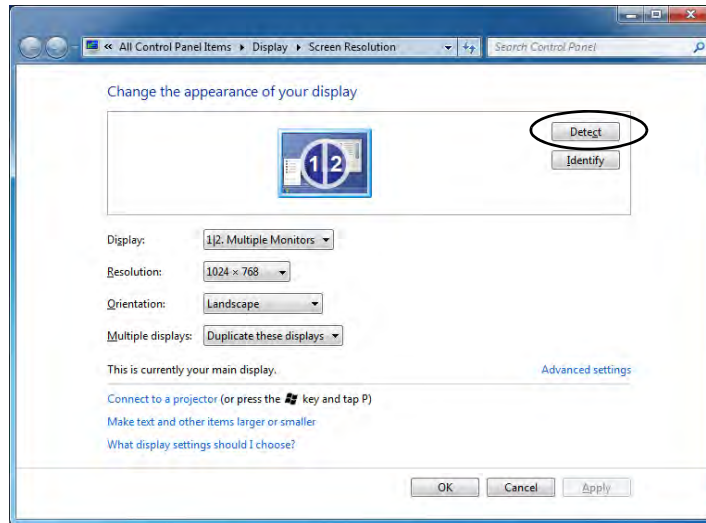 « All Control Panel Items ▸ Display ▸ Screen Resolution
Search Control Panel
Change the appearance of your display
Detect
1|2
Identify
Display: 1|2. Multiple Monitors
Resolution: 1024 × 768
Orientation: Landscape
Multiple displays: Duplicate these displays
This is currently your main display.
Advanced settings
Connect to a projector (or press the key and tap P)
Make text and other items larger or smaller
What display settings should I choose?
OK Cancel Apply